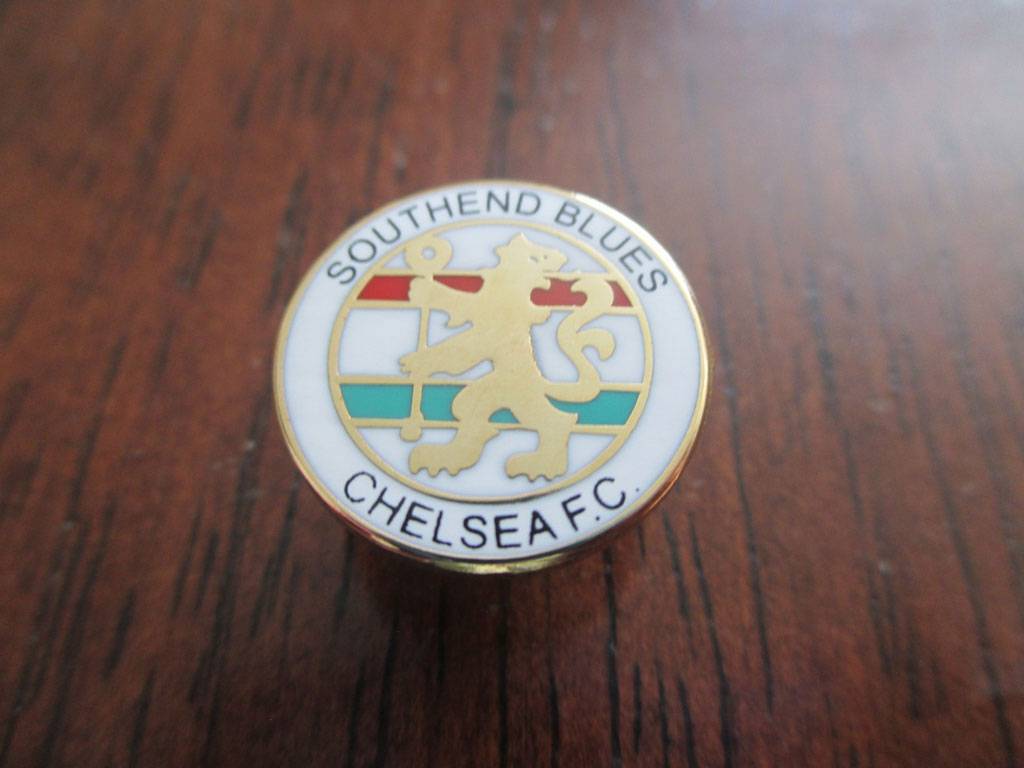 SOUTHEND BLUES
CHELSEA F.C.